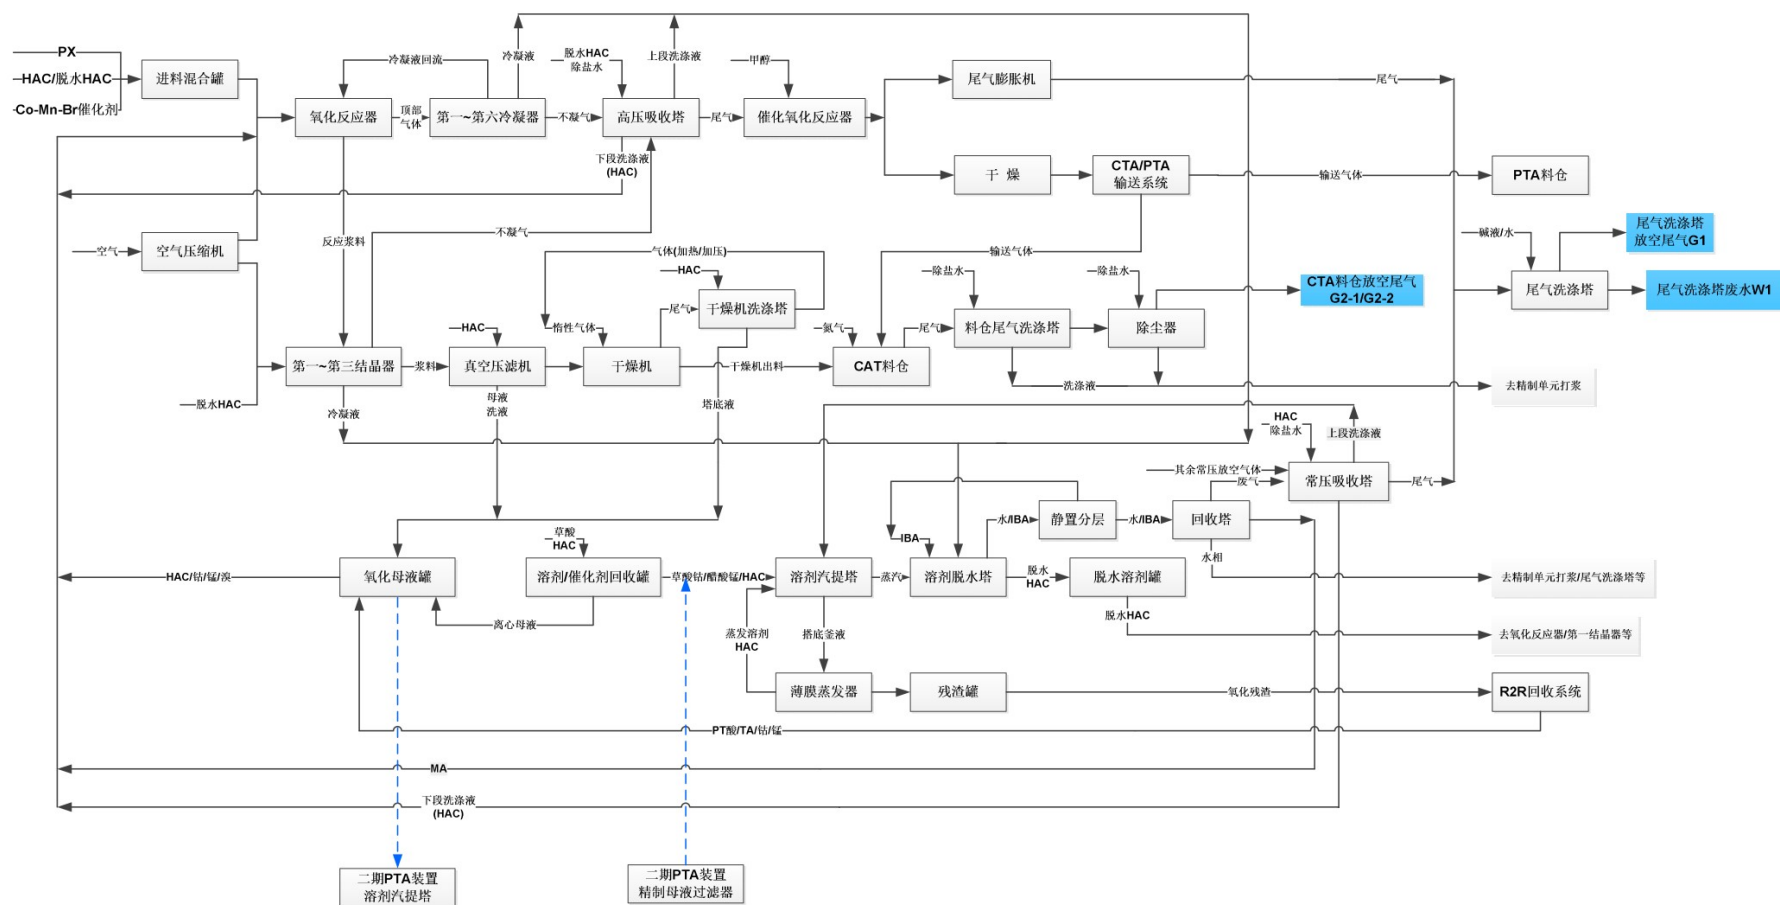 PX
HAC/脱水HAC
Co-Mn-Br催化剂
进料混合罐
冷凝液回流
冷凝液
脱水HAC
除盐水
上段洗涤液
甲醇
尾气膨胀机
尾气
氧化反应器
顶部
气体
第一~第六冷凝器
不凝气
高压吸收塔
尾气
催化氧化反应器
下段洗涤液
(HAC)
干 燥
CTA/PTA
输送系统
输送气体
PTA料仓
空气
空气压缩机
反应浆料
不凝气
气体(加热/加压)
HAC
输送气体
碱液/水
尾气洗涤塔
放空尾气G1
除盐水
除盐水
CTA料仓放空尾气
G2-1/G2-2
尾气洗涤塔
尾气洗涤塔废水W1
尾气
干燥机洗涤塔
HAC
惰性气体
氮气
尾气
料仓尾气洗涤塔
除尘器
第一~第三结晶器
浆料
真空压滤机
干燥机
干燥机出料
CAT料仓
洗涤液
去精制单元打浆
脱水HAC
冷凝液
母液
洗液
塔底液
HAC
除盐水
上段洗涤液
其余常压放空气体
废气
常压吸收塔
尾气
草酸
HAC
IBA
水/IBA
静置分层
水/IBA
回收塔
水相
HAC/钴/锰/溴
氧化母液罐
溶剂/催化剂回收罐
草酸钴/醋酸锰/HAC
溶剂汽提塔
蒸汽
溶剂脱水塔
脱水
HAC
脱水溶剂罐
去精制单元打浆/尾气洗涤塔等
离心母液
蒸发溶剂
HAC
搭底釜液
脱水HAC
去氧化反应器/第一结晶器等
薄膜蒸发器
残渣罐
氧化残渣
R2R回收系统
PT酸/TA/钴/锰
MA
下段洗涤液
(HAC)
二期PTA装置
溶剂汽提塔
二期PTA装置
精制母液过滤器